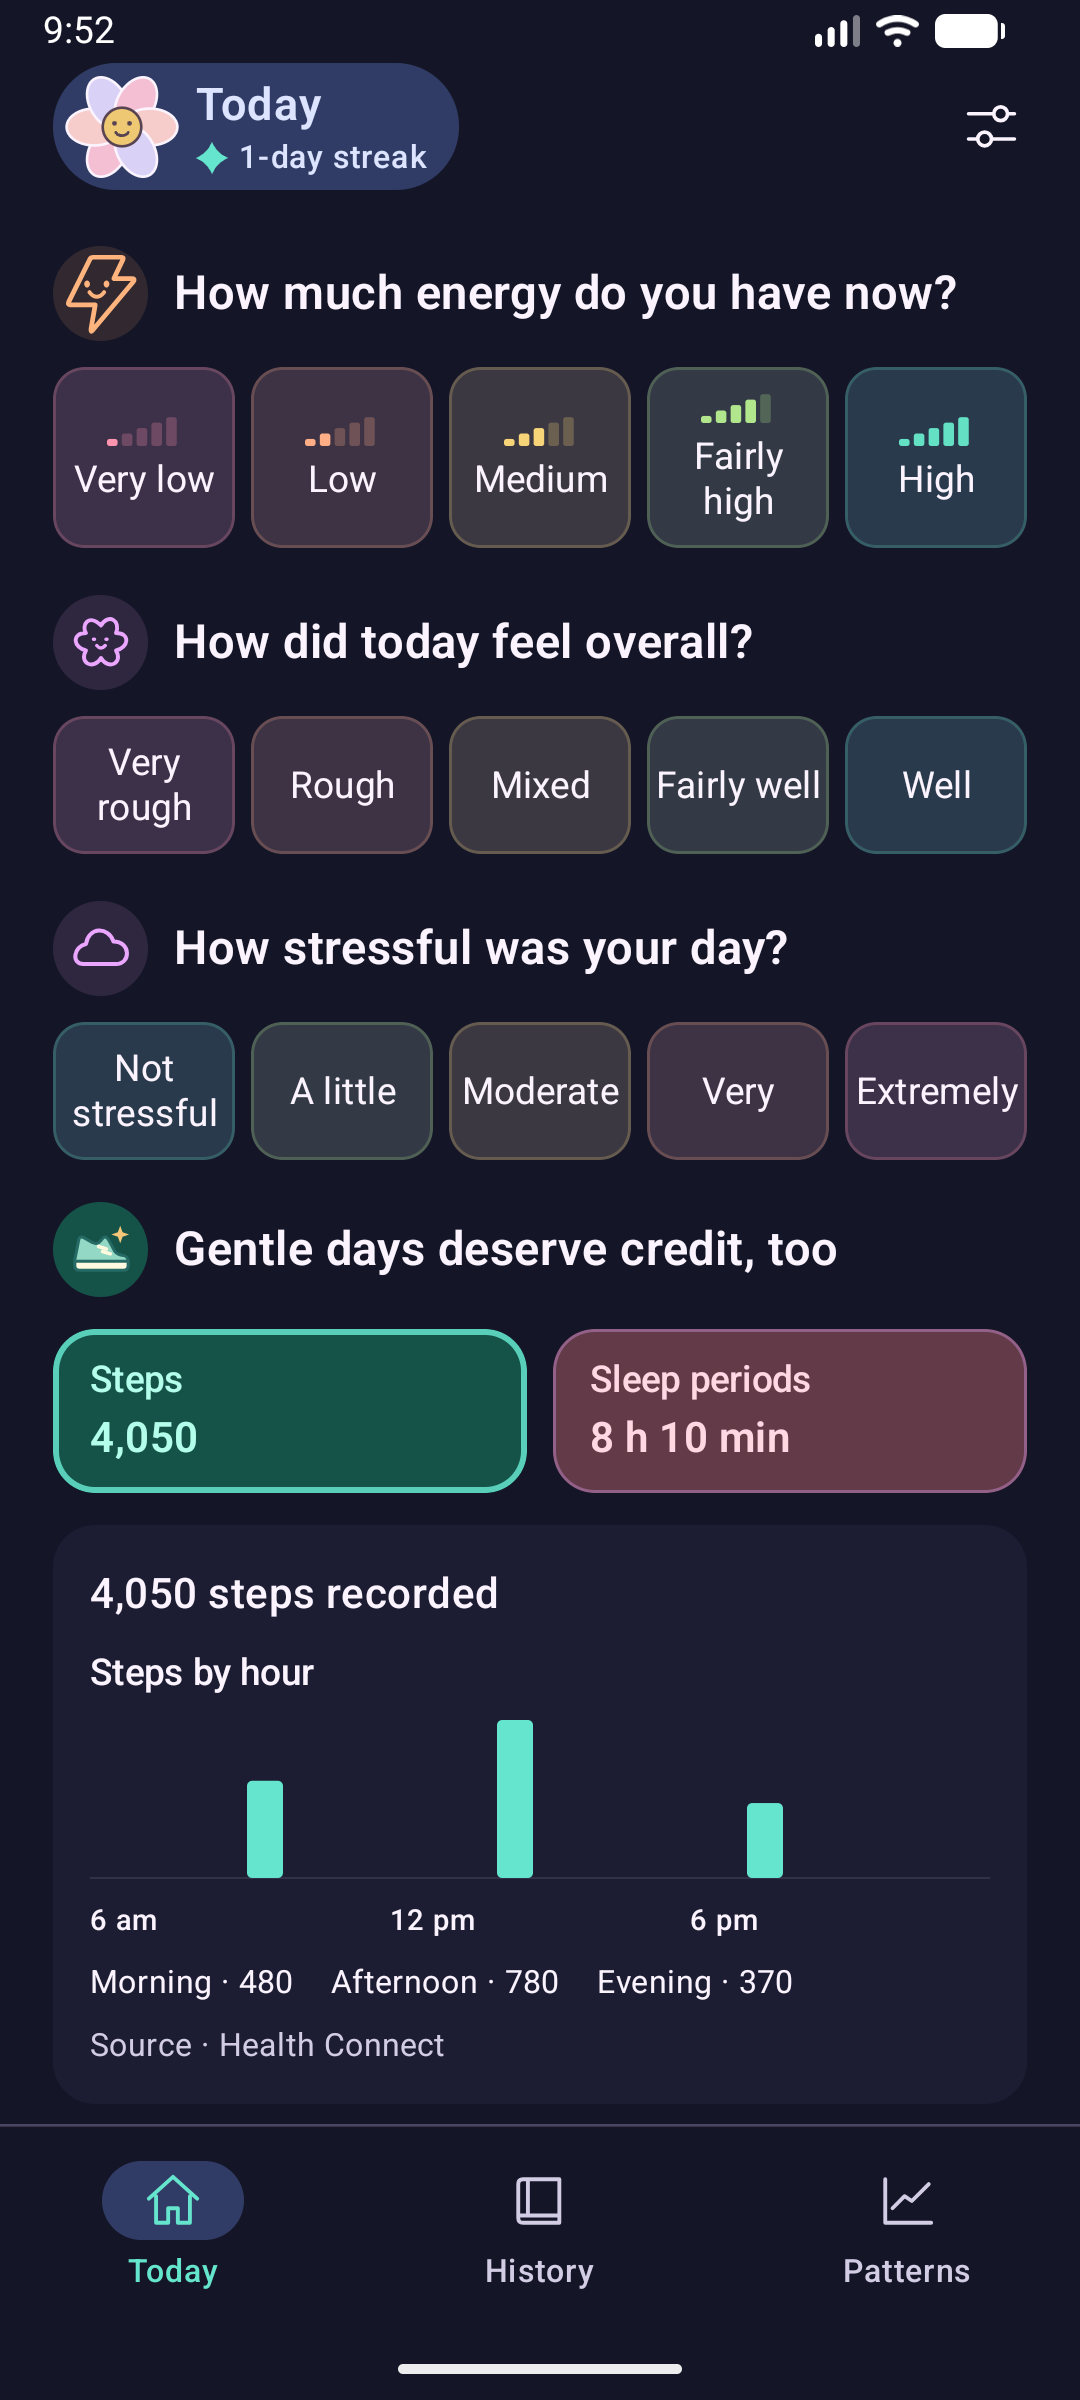 9:52
Today
1-day streak
How much energy do you have now?
Very low
Low
Medium
Fairly
high
High
How did today feel overall?
Very
rough
Rough
Mixed
Fairly well
Well
How stressful was your day?
Not
stressful
A little
Moderate
Very
Extremely
Gentle days deserve credit, too
Steps
4,050
Sleep periods
8 h 10 min
4,050 steps recorded
Steps by hour
6 am
12 pm
6 pm
Morning · 480
Afternoon · 780
Evening · 370
Source · Health Connect
Today
History
Patterns